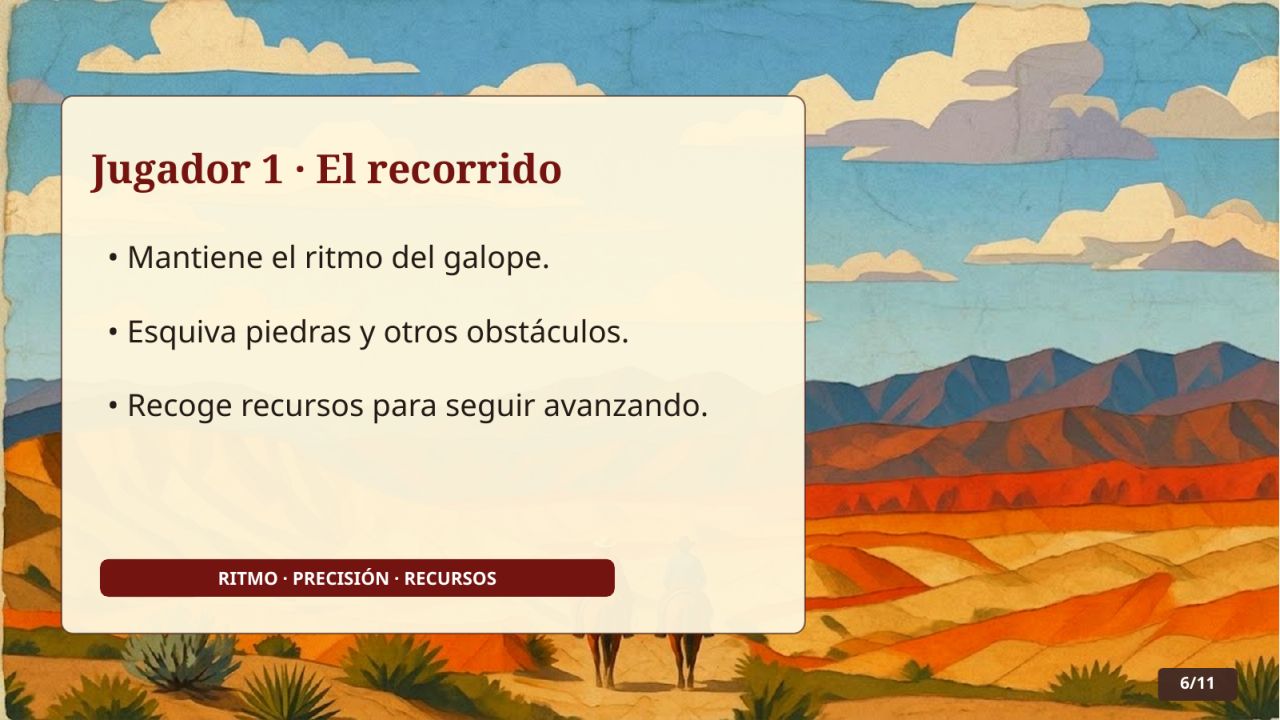 Jugador 1 · El recorrido
• Mantiene el ritmo del galope.
• Esquiva piedras y otros obstáculos.
• Recoge recursos para seguir avanzando.
RITMO · PRECISIÓN · RECURSOS
6/11